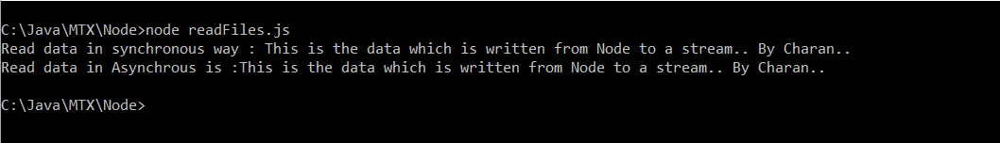 C:\Java\MTX\Node>node readFiles.js
Read data in synchronous way : This is the data which is written from Node to a stream.. By Charan..
Read data in Asynchrous is :This is the data which is written from Node to a stream.. By Charan..
C:\Java\MTX\Node>